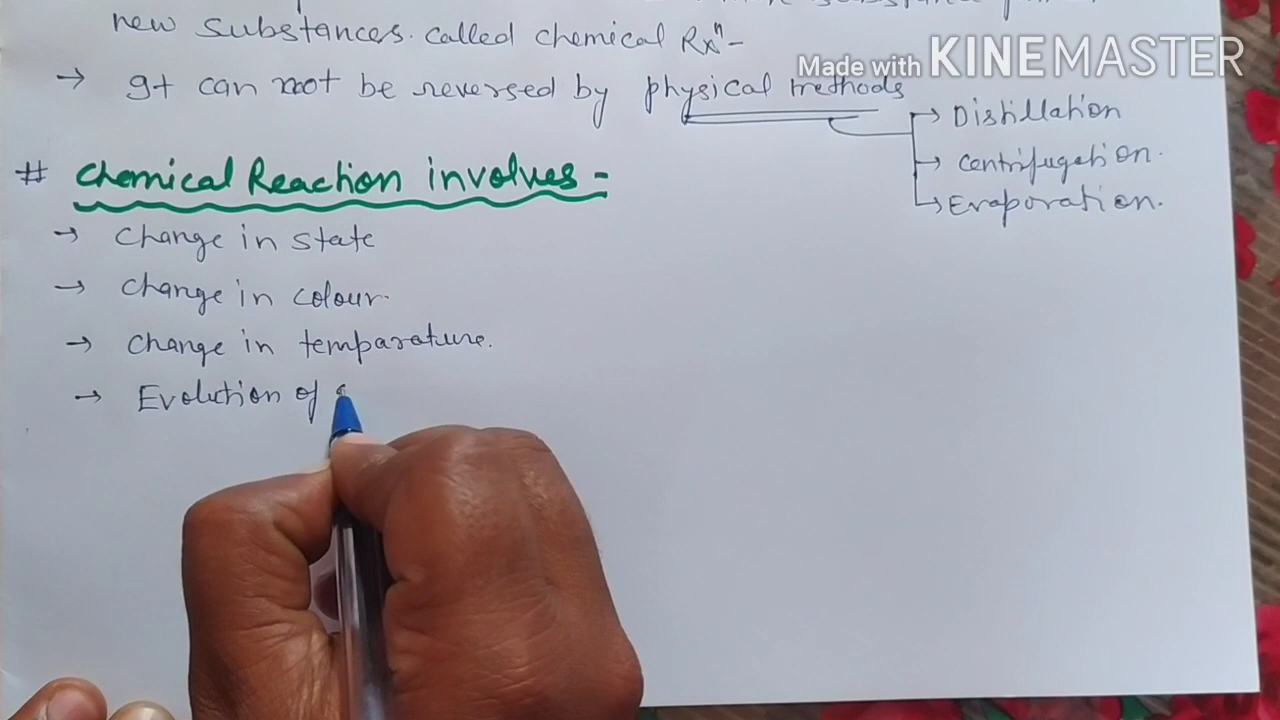 new substances. called chemical Rxⁿ-
Made with KINEMASTER
→ It can not be reversed by physical methods
→ Distillation
→ Centrifugation.
→ Evaporation.
# Chemical Reaction involves -
→ Change in state
→ Change in colour.
→ Change in temparature.
→ Evolution of